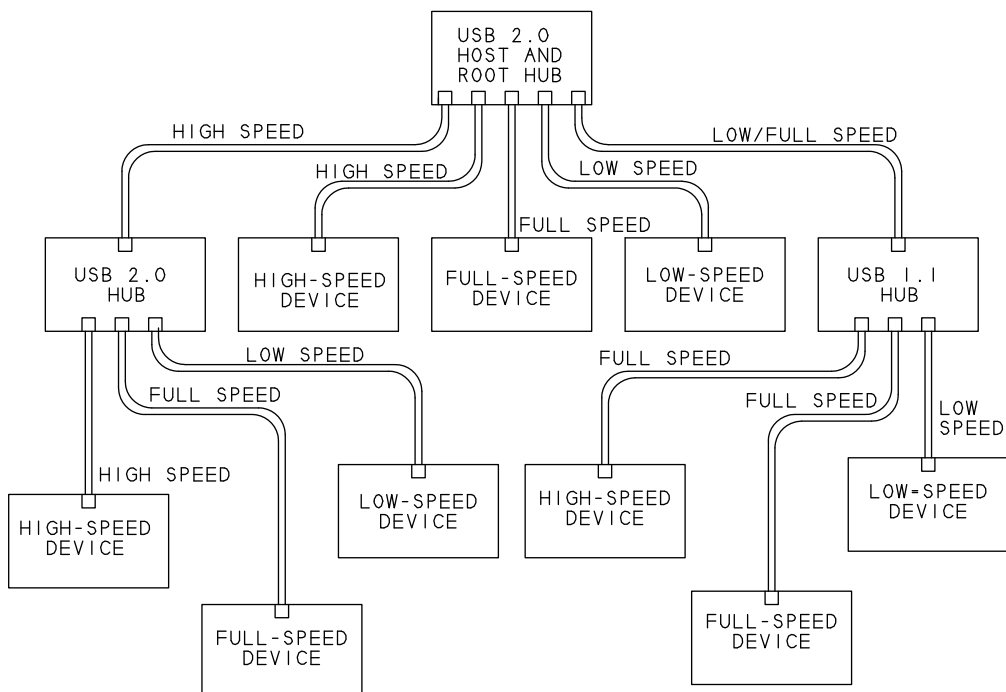 USB 2.0
HOST AND
ROOT HUB
HIGH SPEED
LOW/FULL SPEED
HIGH SPEED
LOW SPEED
FULL SPEED
USB 2.0
HUB
HIGH-SPEED
DEVICE
FULL-SPEED
DEVICE
LOW-SPEED
DEVICE
USB 1.1
HUB
LOW SPEED
FULL SPEED
FULL SPEED
FULL SPEED
LOW
SPEED
HIGH SPEED
HIGH-SPEED
DEVICE
LOW-SPEED
DEVICE
HIGH-SPEED
DEVICE
LOW=SPEED
DEVICE
FULL-SPEED
DEVICE
FULL-SPEED
DEVICE